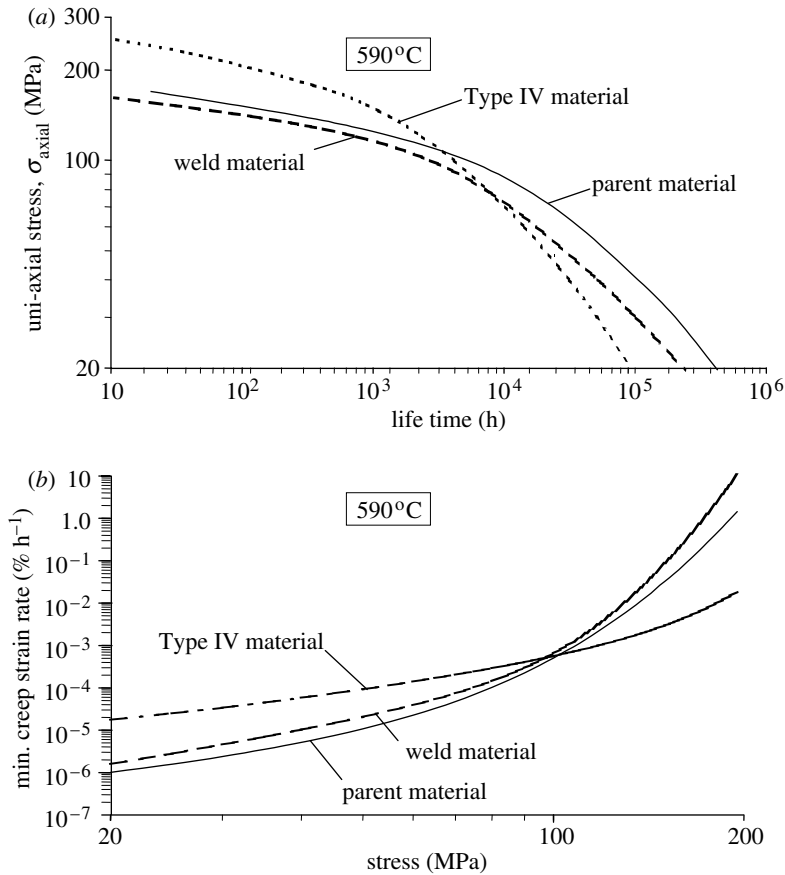 (a)
300
590°C
200
Type IV material
100
weld material
parent material
uni-axial stress, σaxial (MPa)
20
10 10² 10³ 10⁴ 10⁵ 10⁶
life time (h)
(b)
10
590°C
1.0
10⁻¹
10⁻²
10⁻³
Type IV material
10⁻⁴
10⁻⁵
weld material
10⁻⁶
parent material
10⁻⁷
min. creep strain rate (% h⁻¹)
20 100 200
stress (MPa)